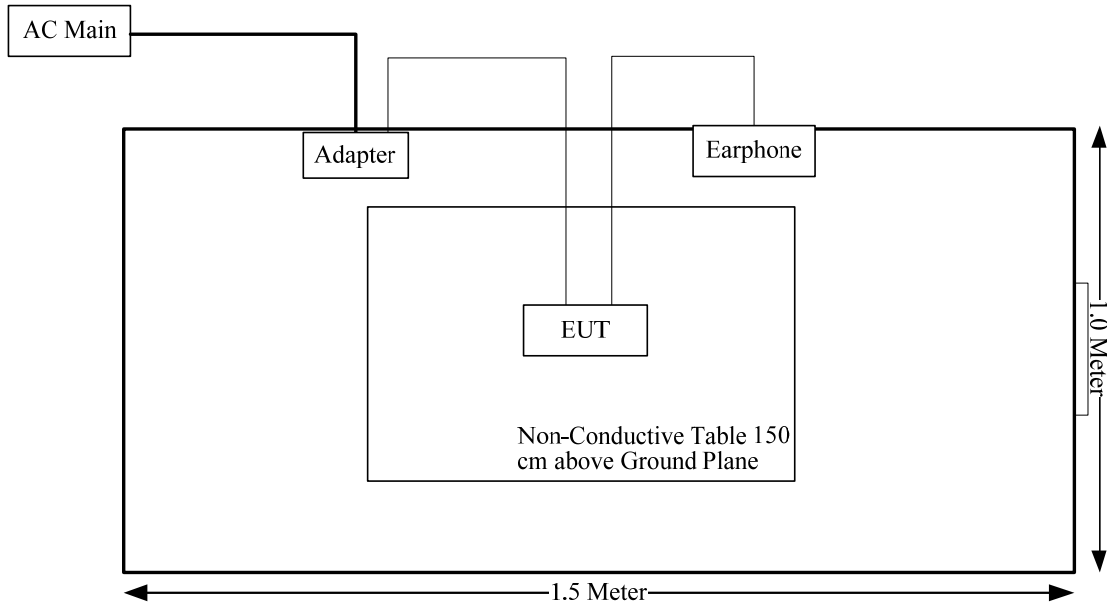 AC Main
Adapter
Earphone
EUT
1.0 Meter
Non-Conductive Table 150
cm above Ground Plane
1.5 Meter